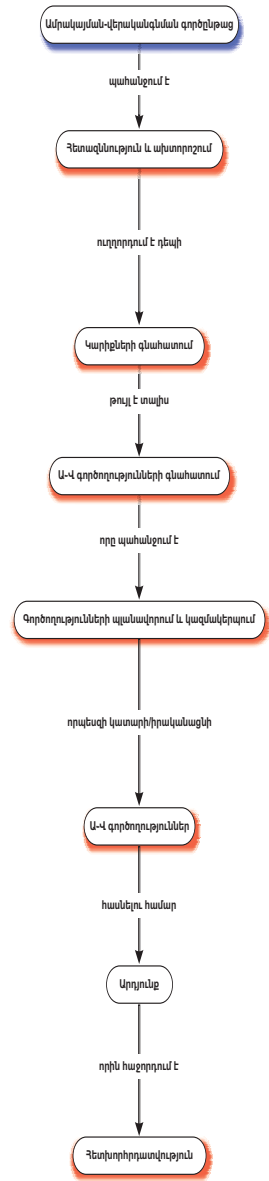 Ամրակայման-վերականգնման գործընթաց
պահանջում է
Հետազննություն և ախտորոշում
ուղղորդում է դեպի
Կարիքների գնահատում
թույլ է տալիս
Ա-Վ գործողությունների գնահատում
որը պահանջում է
Գործողությունների պլանավորում և կազմակերպում
որպեսզի կատարի/իրականացնի
Ա-Վ գործողություններ
հասնելու համար
Արդյունք
որին հաջորդում է
Հետխորհրդատվություն